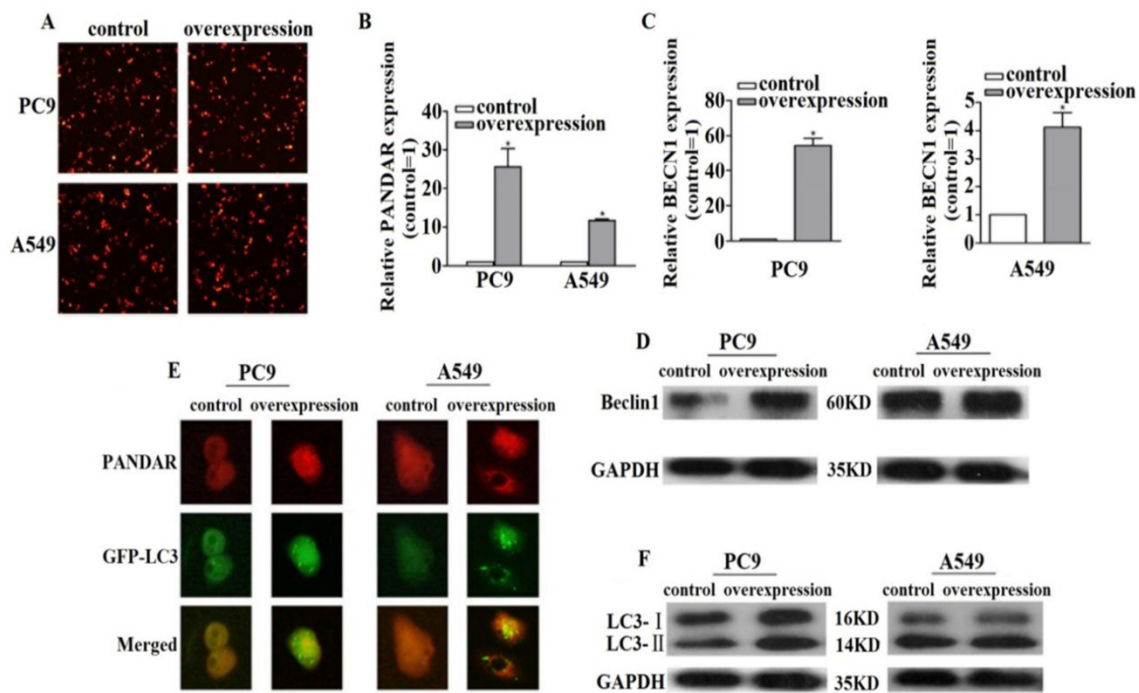 A
control overexpression
PC9
A549
B
Relative PANDAR expression
(control=1)
40
30
20
10
0
control
overexpression
*
*
PC9 A549
C
Relative BECN1 expression
(control=1)
80
60
40
20
0
control
overexpression
*
PC9
Relative BECN1 expression
(control=1)
5
4
3
2
1
0
control
overexpression
*
A549
D
PC9 A549
control overexpression control overexpression
Beclin1 60KD
GAPDH 35KD
E
PC9 A549
control overexpression control overexpression
PANDAR
GFP-LC3
Merged
F
PC9 A549
control overexpression control overexpression
LC3-Ⅰ 16KD
LC3-Ⅱ 14KD
GAPDH 35KD